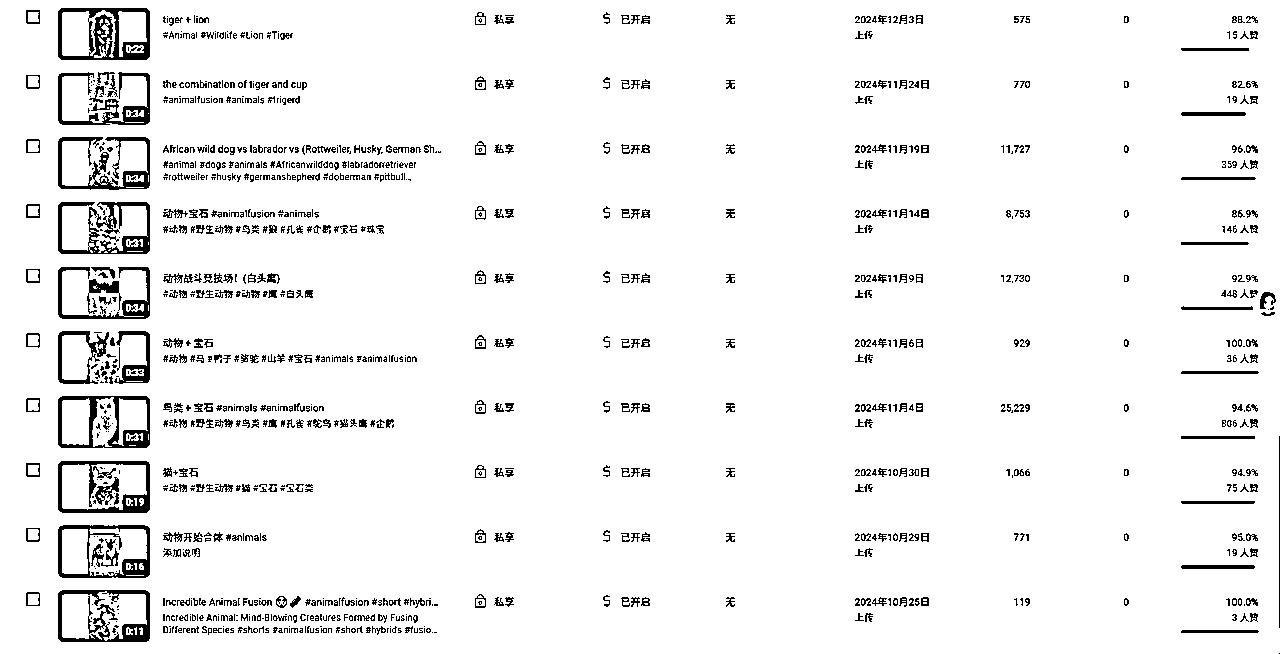 tiger + lion
#Animal #Wildlife #Lion #Tiger
0:22
私享
已开启
无
2024年12月3日
上传
575
0
88.2%
15 人赞
the combination of tiger and cup
#animalfusion #animals #frigerd
0:34
私享
已开启
无
2024年11月24日
上传
770
0
82.6%
19 人赞
African wild dog vs labrador vs (Rottweiler, Husky, German Sh...
#animal #dogs #animals #Africanwilddog #labradorretriever
#rottweiler #husky #germanshepherd #doberman #pitbull...
0:34
私享
已开启
无
2024年11月19日
上传
11,727
0
96.0%
359 人赞
动物+宝石 #animalfusion #animals
#动物 #野生动物 #鸟类 #狼 #孔雀 #企鹅 #宝石 #珠宝
0:31
私享
已开启
无
2024年11月14日
上传
8,753
0
86.9%
146 人赞
动物战斗竞技场！(白头鹰)
#动物 #野生动物 #动物 #鹰 #白头鹰
0:34
私享
已开启
无
2024年11月9日
上传
12,730
0
92.9%
448 人赞
动物 + 宝石
#动物 #马 #鸭子 #骆驼 #山羊 #宝石 #animals #animalfusion
0:33
私享
已开启
无
2024年11月6日
上传
929
0
100.0%
36 人赞
鸟类 + 宝石 #animals #animalfusion
#动物 #野生动物 #鸟类 #鹰 #孔雀 #鸵鸟 #猫头鹰 #企鹅
0:31
私享
已开启
无
2024年11月4日
上传
25,229
0
94.6%
806 人赞
猫+宝石
#动物 #野生动物 #猫 #宝石 #宝石类
0:19
私享
已开启
无
2024年10月30日
上传
1,066
0
94.9%
75 人赞
动物开始合体 #animals
添加说明
0:16
私享
已开启
无
2024年10月29日
上传
771
0
95.0%
19 人赞
Incredible Animal Fusion 😱 🧬 #animalfusion #short #hybri...
Incredible Animal: Mind-Blowing Creatures Formed by Fusing
Different Species #shorts #animalfusion #short #hybrids #fusio...
0:11
私享
已开启
无
2024年10月25日
上传
119
0
100.0%
3 人赞